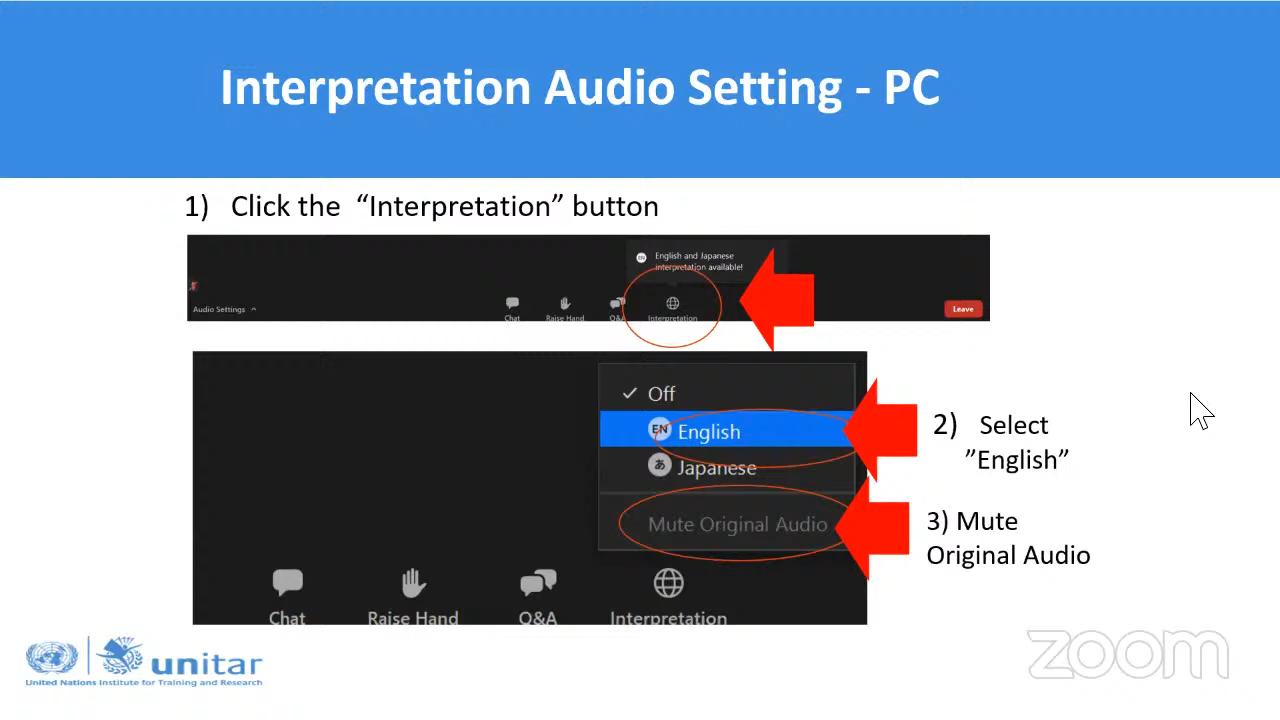 Interpretation Audio Setting - PC
1) Click the “Interpretation” button
EN English and Japanese
interpretation available!
Audio Settings
Chat
Raise Hand
Q&A
Interpretation
Leave
Off
EN English
あ Japanese
Mute Original Audio
Chat
Raise Hand
Q&A
Interpretation
2) Select
”English”
3) Mute
Original Audio
unitar
United Nations Institute for Training and Research
zoom